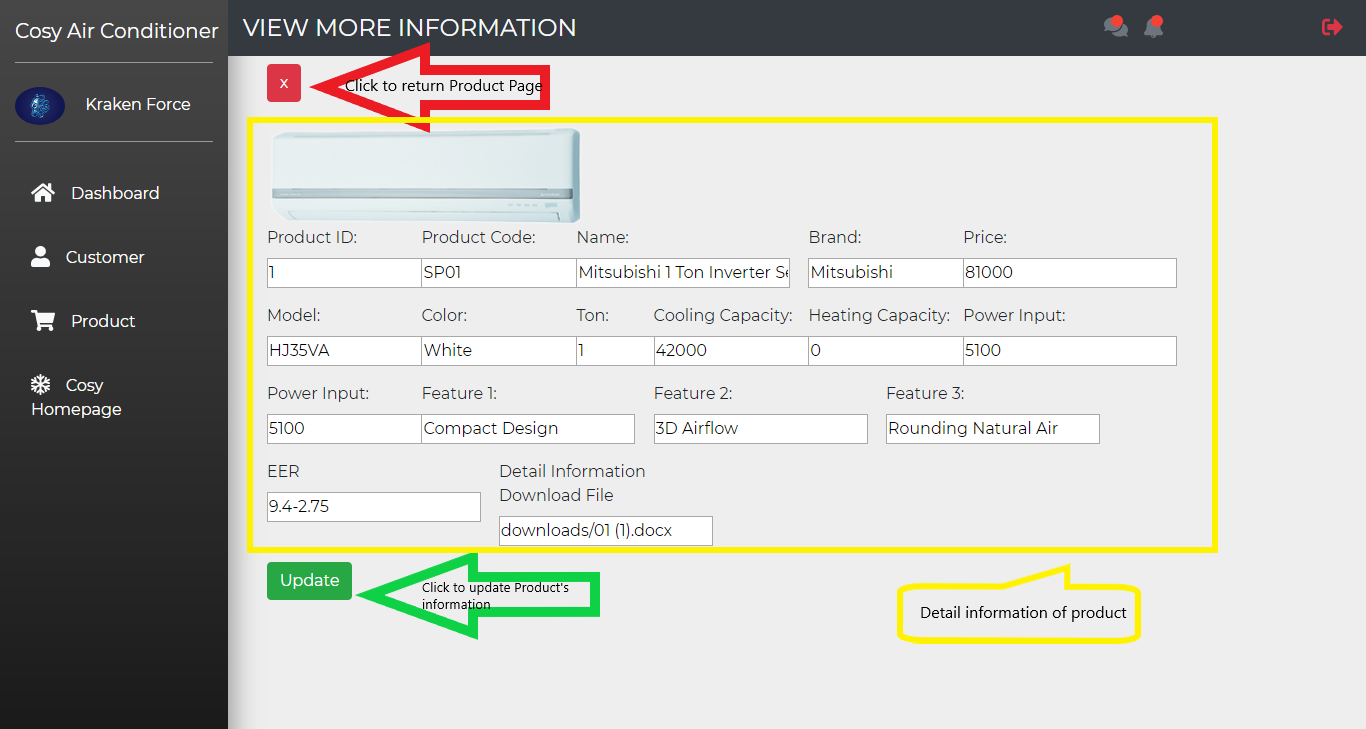 Cosy Air Conditioner
VIEW MORE INFORMATION
Kraken Force
Dashboard
Customer
Product
Cosy
Homepage
x
Click to return Product Page
Product ID: Product Code: Name: Brand: Price:
1 SP01 Mitsubishi 1 Ton Inverter Se Mitsubishi 81000
Model: Color: Ton: Cooling Capacity: Heating Capacity: Power Input:
HJ35VA White 1 42000 0 5100
Power Input: Feature 1: Feature 2: Feature 3:
5100 Compact Design 3D Airflow Rounding Natural Air
EER Detail Information
Download File
9.4-2.75
downloads/01 (1).docx
Update
Click to update Product's
information
Detail information of product